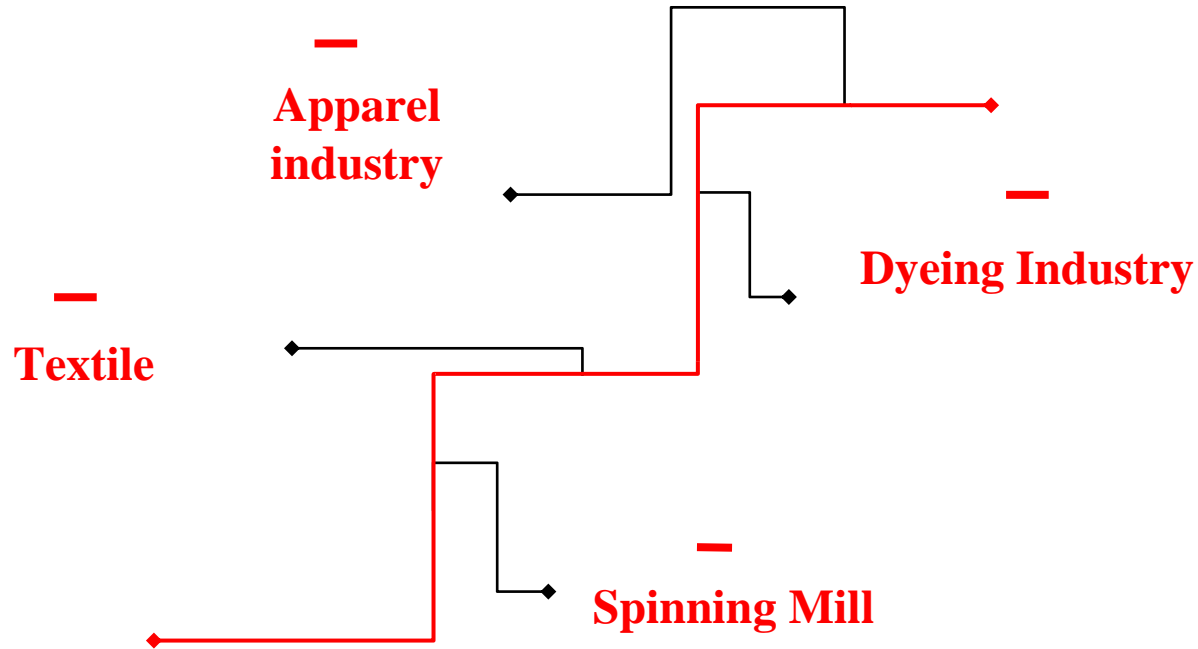 Apparel
industry
Dyeing Industry
Textile
Spinning Mill